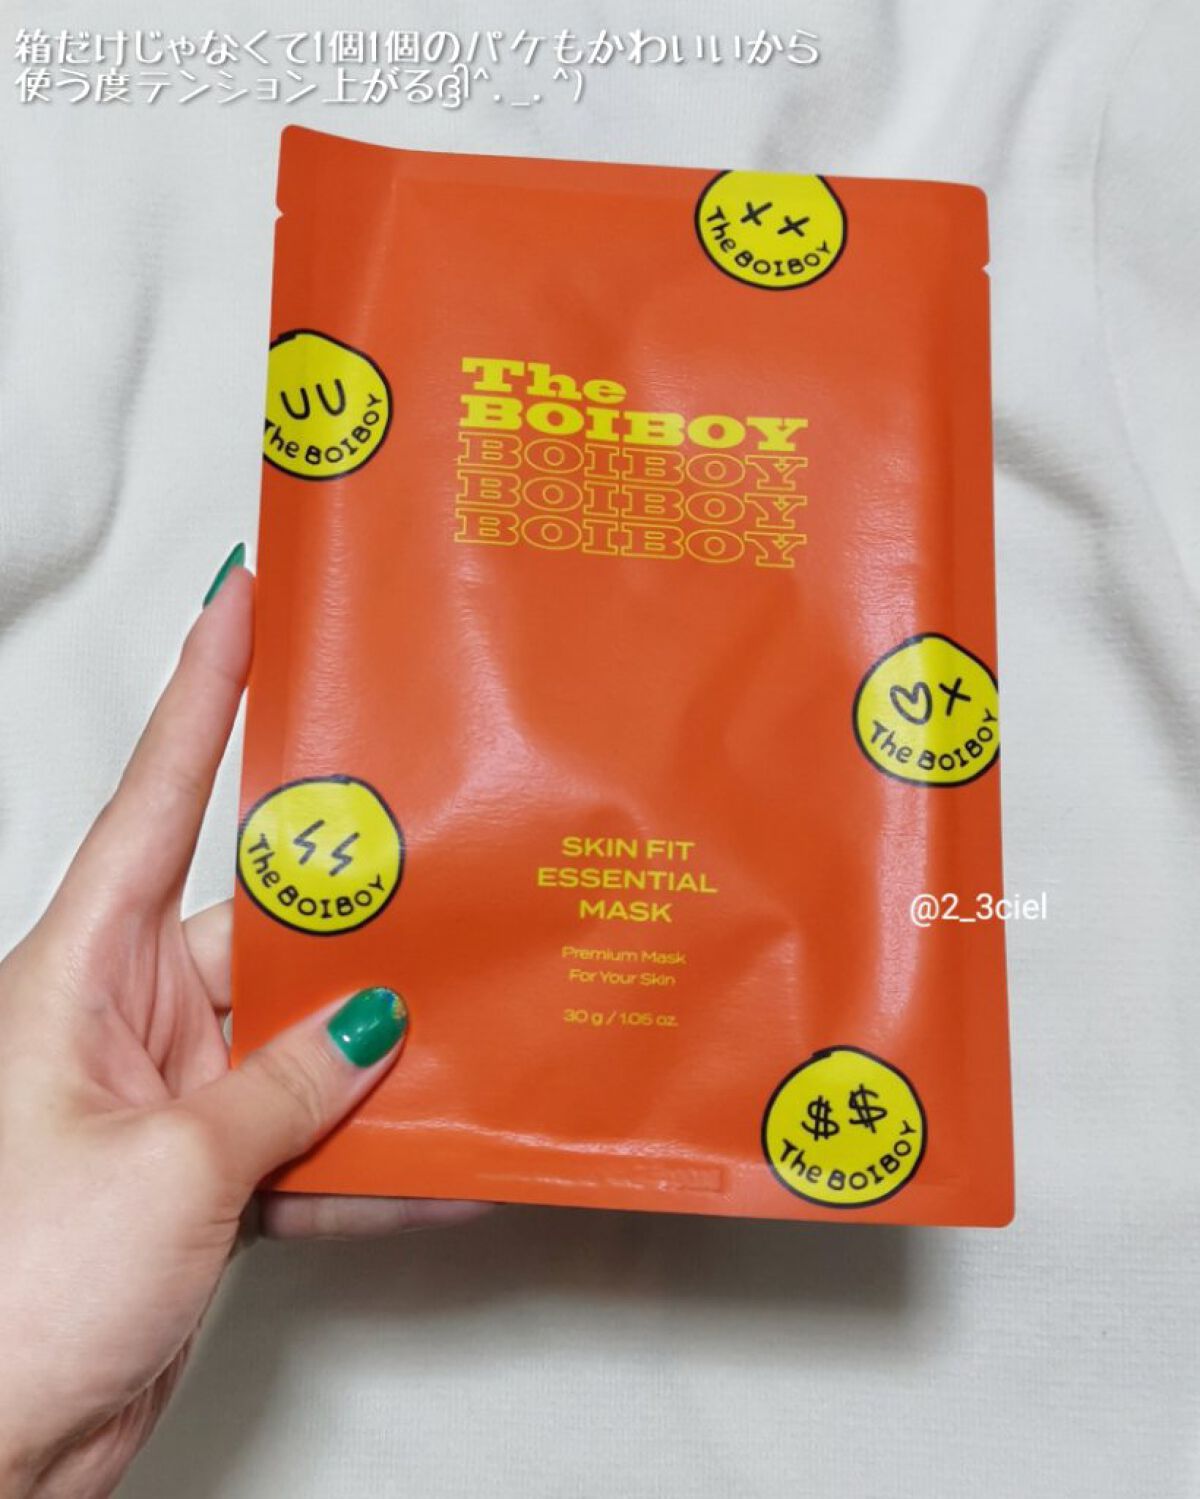 箱だけじゃなくて1個1個のパケもかわいいから
使う度テンション上がるദ്ദി^._.^)
The BOIBOY
The
BOIBOY
BOIBOY
BOIBOY
BOIBOY
The BOIBOY
The BOIBOY
The BOIBOY
SKIN FIT
ESSENTIAL
MASK
@2_3ciel
Premium Mask
For Your Skin
30 g / 1.05 oz.
$$
The BOIBOY